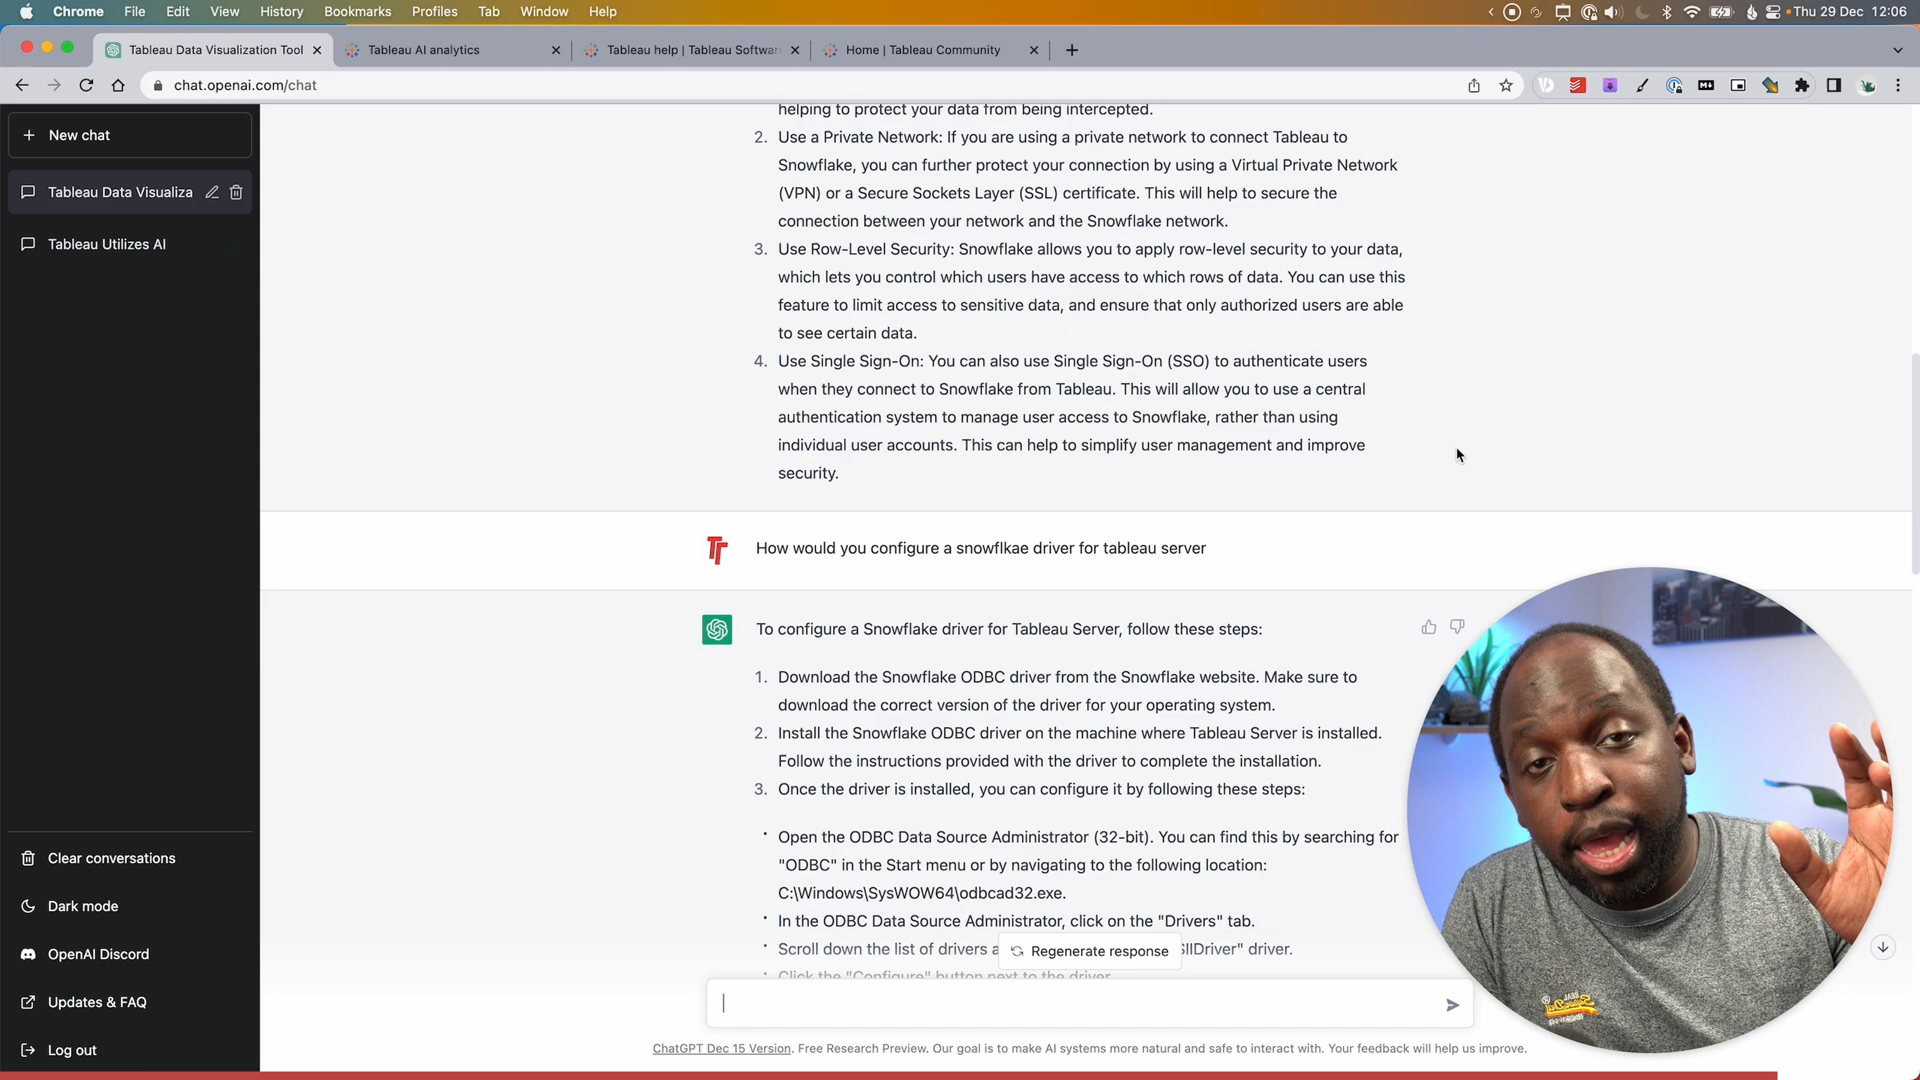 Chrome File Edit View History Bookmarks Profiles Tab Window Help
Thu 29 Dec 12:06
Tableau Data Visualization Tool
Tableau AI analytics
Tableau help | Tableau Softwar
Home | Tableau Community
chat.openai.com/chat
New chat
Tableau Data Visualiza
Tableau Utilizes AI
helping to protect your data from being intercepted.
2. Use a Private Network: If you are using a private network to connect Tableau to
Snowflake, you can further protect your connection by using a Virtual Private Network
(VPN) or a Secure Sockets Layer (SSL) certificate. This will help to secure the
connection between your network and the Snowflake network.
3. Use Row-Level Security: Snowflake allows you to apply row-level security to your data,
which lets you control which users have access to which rows of data. You can use this
feature to limit access to sensitive data, and ensure that only authorized users are able
to see certain data.
4. Use Single Sign-On: You can also use Single Sign-On (SSO) to authenticate users
when they connect to Snowflake from Tableau. This will allow you to use a central
authentication system to manage user access to Snowflake, rather than using
individual user accounts. This can help to simplify user management and improve
security.
How would you configure a snowflkae driver for tableau server
To configure a Snowflake driver for Tableau Server, follow these steps:
1. Download the Snowflake ODBC driver from the Snowflake website. Make sure to
download the correct version of the driver for your operating system.
2. Install the Snowflake ODBC driver on the machine where Tableau Server is installed.
Follow the instructions provided with the driver to complete the installation.
3. Once the driver is installed, you can configure it by following these steps:
• Open the ODBC Data Source Administrator (32-bit). You can find this by searching for
"ODBC" in the Start menu or by navigating to the following location:
C:\Windows\SysWOW64\odbcad32.exe.
• In the ODBC Data Source Administrator, click on the "Drivers" tab.
• Scroll down the list of drivers a
SIIDriver" driver.
Regenerate response
• Click the "Configure" button next to the driver.
Clear conversations
Dark mode
OpenAI Discord
Updates & FAQ
Log out
ChatGPT Dec 15 Version. Free Research Preview. Our goal is to make AI systems more natural and safe to interact with. Your feedback will help us improve.